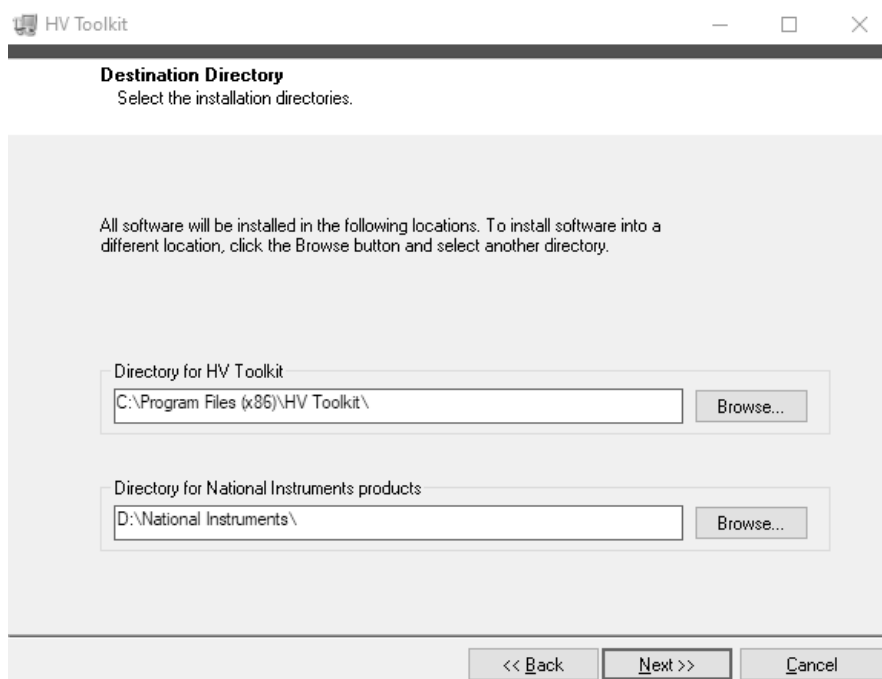 HV Toolkit
Destination Directory
Select the installation directories.
All software will be installed in the following locations. To install software into a
different location, click the Browse button and select another directory.
Directory for HV Toolkit
C:\Program Files (x86)\HV Toolkit\
Browse...
Directory for National Instruments products
D:\National Instruments\
Browse...
<< Back
Next >>
Cancel